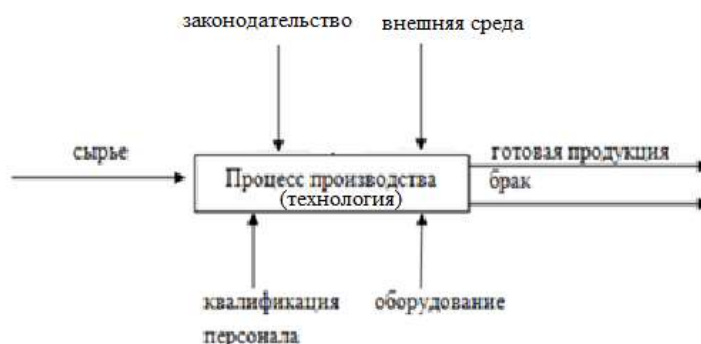 законодательство
внешняя среда
сырье
Процесс производства
(технология)
готовая продукция
брак
квалификация
персонала
оборудование